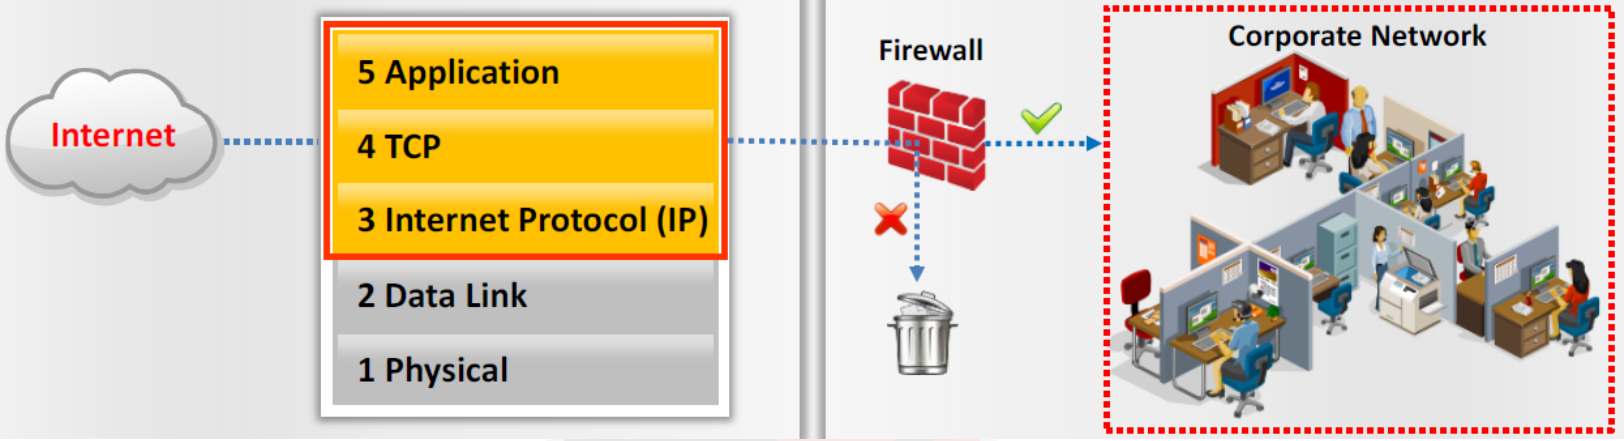 Internet
5 Application
4 TCP
3 Internet Protocol (IP)
2 Data Link
1 Physical
Firewall
Corporate Network